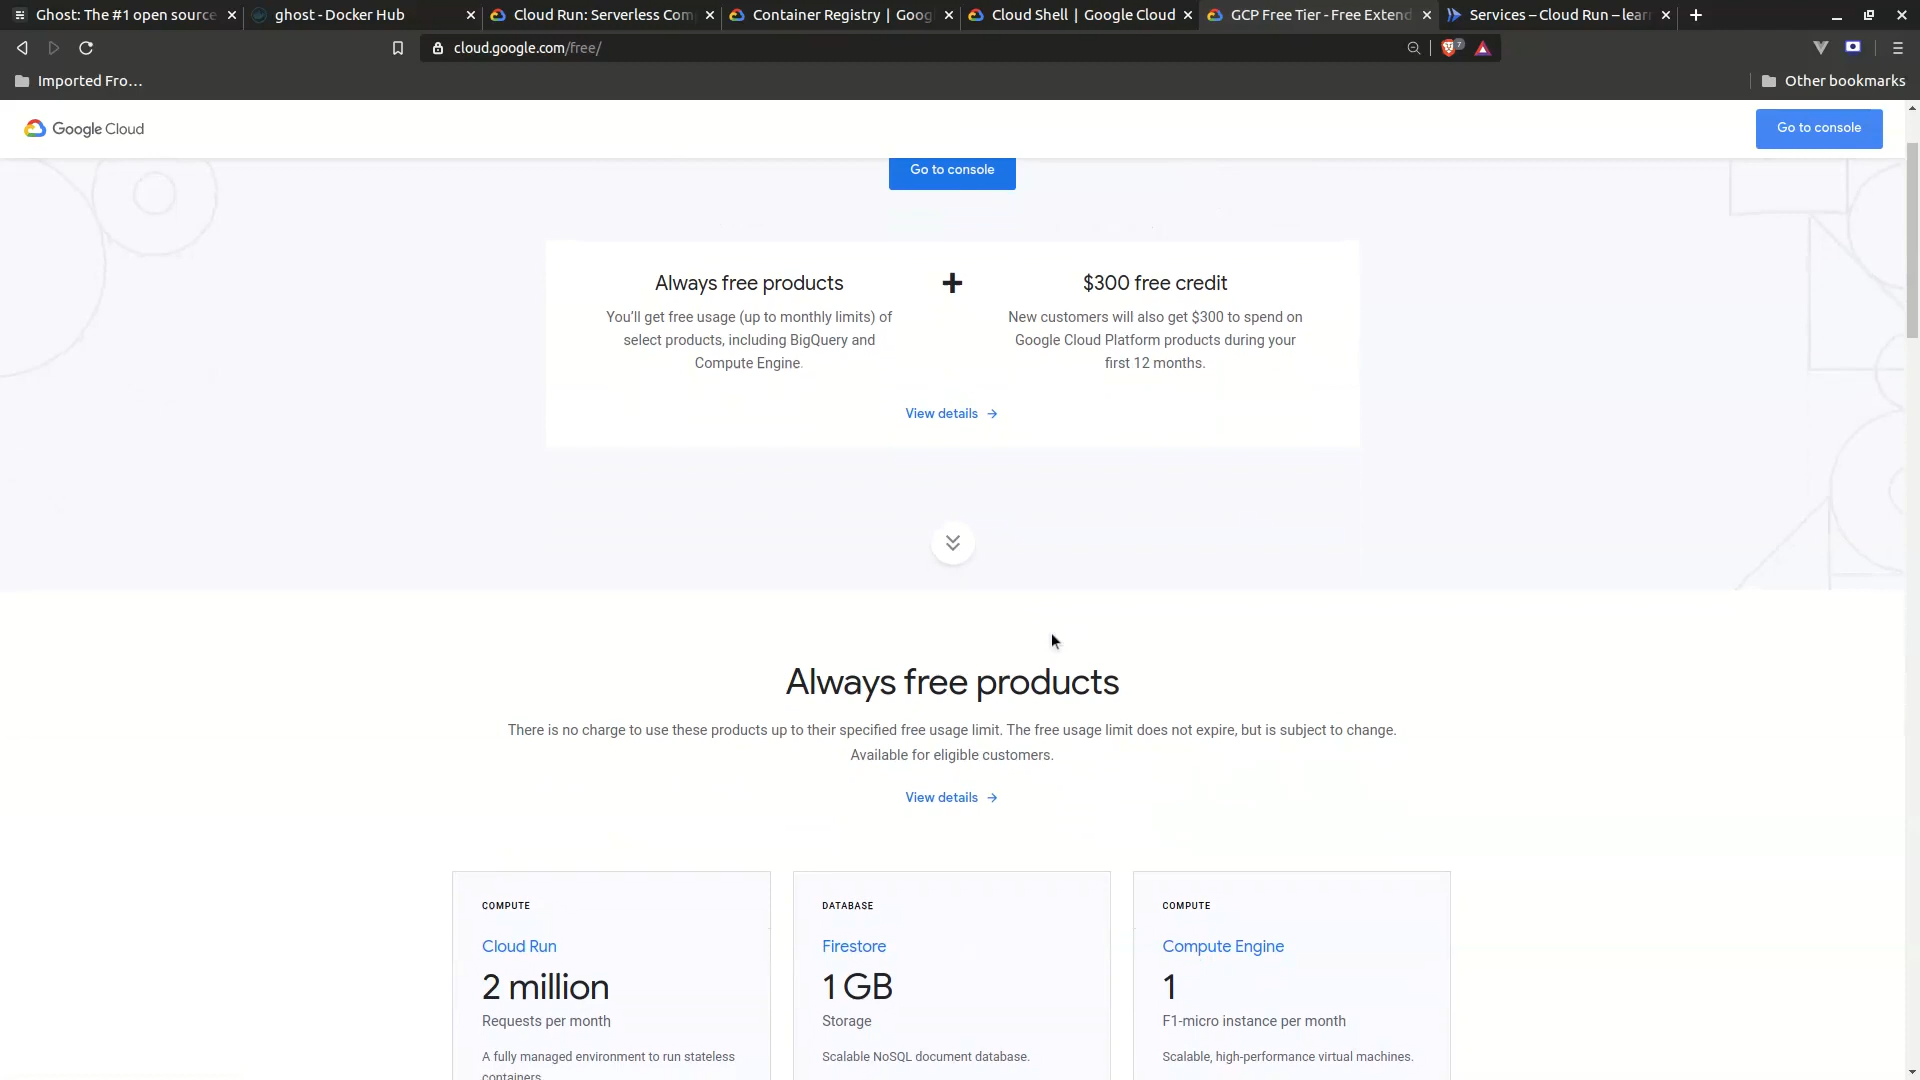 Ghost: The #1 open source
ghost - Docker Hub
Cloud Run: Serverless Com
Container Registry | Goog
Cloud Shell | Google Cloud
GCP Free Tier - Free Extend
Services – Cloud Run – lear
cloud.google.com/free/
7
Imported Fro...
Other bookmarks
Google Cloud
Go to console
Go to console
Always free products
$300 free credit
You'll get free usage (up to monthly limits) of
select products, including BigQuery and
Compute Engine.
New customers will also get $300 to spend on
Google Cloud Platform products during your
first 12 months.
View details
Always free products
There is no charge to use these products up to their specified free usage limit. The free usage limit does not expire, but is subject to change.
Available for eligible customers.
View details
COMPUTE
Cloud Run
2 million
Requests per month
A fully managed environment to run stateless
containers.
DATABASE
Firestore
1 GB
Storage
Scalable NoSQL document database.
COMPUTE
Compute Engine
1
F1-micro instance per month
Scalable, high-performance virtual machines.